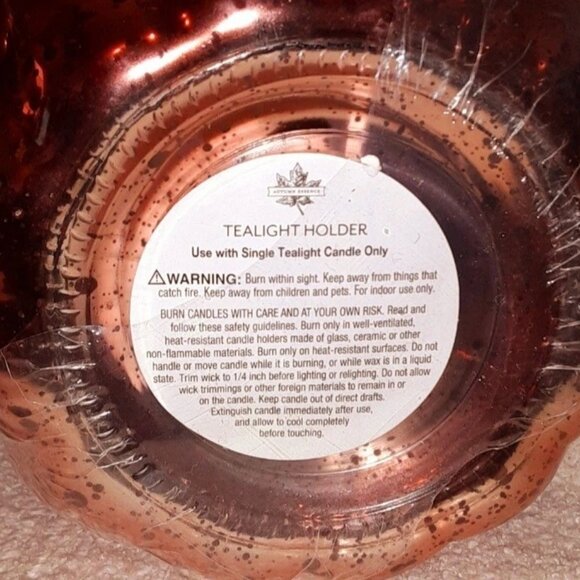 AUTUMN ESSENCE
TEALIGHT HOLDER
Use with Single Tealight Candle Only
⚠WARNING: Burn within sight. Keep away from things that
catch fire. Keep away from children and pets. For indoor use only.
BURN CANDLES WITH CARE AND AT YOUR OWN RISK. Read and
follow these safety guidelines. Burn only in well-ventilated,
heat-resistant candle holders made of glass, ceramic or other
non-flammable materials. Burn only on heat-resistant surfaces. Do not
handle or move candle while it is burning, or while wax is in a liquid
state. Trim wick to 1/4 inch before lighting or relighting. Do not allow
wick trimmings or other foreign materials to remain in or
on the candle. Keep candle out of direct drafts.
Extinguish candle immediately after use,
and allow to cool completely
before touching.